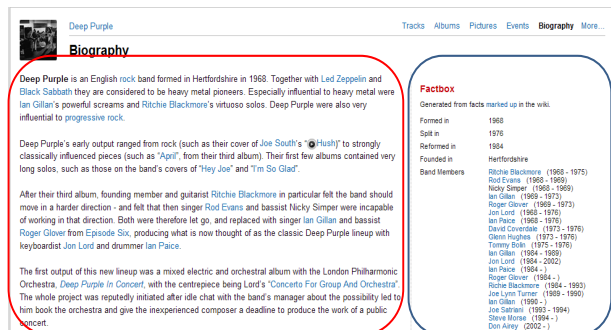 Deep Purple
Tracks Albums Pictures Events Biography More...
Biography
Deep Purple is an English rock band formed in Hertfordshire in 1968. Together with Led Zeppelin and
Black Sabbath they are considered to be heavy metal pioneers. Especially influential to heavy metal were
Ian Gillan's powerful screams and Ritchie Blackmore's virtuoso solos. Deep Purple were also very
influential to progressive rock.
Deep Purple's early output ranged from rock (such as their cover of Joe South's "Hush)" to strongly
classically influenced pieces (such as "April", from their third album). Their first few albums contained very
long solos, such as those on the band's covers of "Hey Joe" and "I'm So Glad".
After their third album, founding member and guitarist Ritchie Blackmore in particular felt the band should
move in a harder direction - and felt that then singer Rod Evans and bassist Nicky Simper were incapable
of working in that direction. Both were therefore let go, and replaced with singer Ian Gillan and bassist
Roger Glover from Episode Six, producing what is now thought of as the classic Deep Purple lineup with
keyboardist Jon Lord and drummer Ian Paice.
The first output of this new lineup was a mixed electric and orchestral album with the London Philharmonic
Orchestra, Deep Purple In Concert, with the centrepiece being Lord's "Concerto For Group And Orchestra".
The whole project was reputedly initiated after idle chat with the band's manager about the possibility led to
him book the orchestra and give the inexperienced composer a deadline to produce the work of a public
concert.
Factbox
Generated from facts marked up in the wiki.
Formed in 1968
Split in 1976
Reformed in 1984
Founded in Hertfordshire
Band Members Ritchie Blackmore (1968 - 1975)
Rod Evans (1968 - 1969)
Nicky Simper (1968 - 1969)
Ian Gillan (1969 - 1973)
Roger Glover (1969 - 1973)
Jon Lord (1968 - 1976)
Ian Paice (1968 - 1976)
David Coverdale (1973 - 1976)
Glenn Hughes (1973 - 1976)
Tommy Bolin (1975 - 1976)
Ian Gillan (1984 - 1989)
Jon Lord (1984 - 2002)
Ian Paice (1984 - )
Roger Glover (1984 - )
Richie Blackmore (1984 - 1993)
Joe Lynn Turner (1989 - 1990)
Ian Gillan (1990 - )
Joe Satriani (1993 - 1994)
Steve Morse (1994 - )
Don Airey (2002 - )